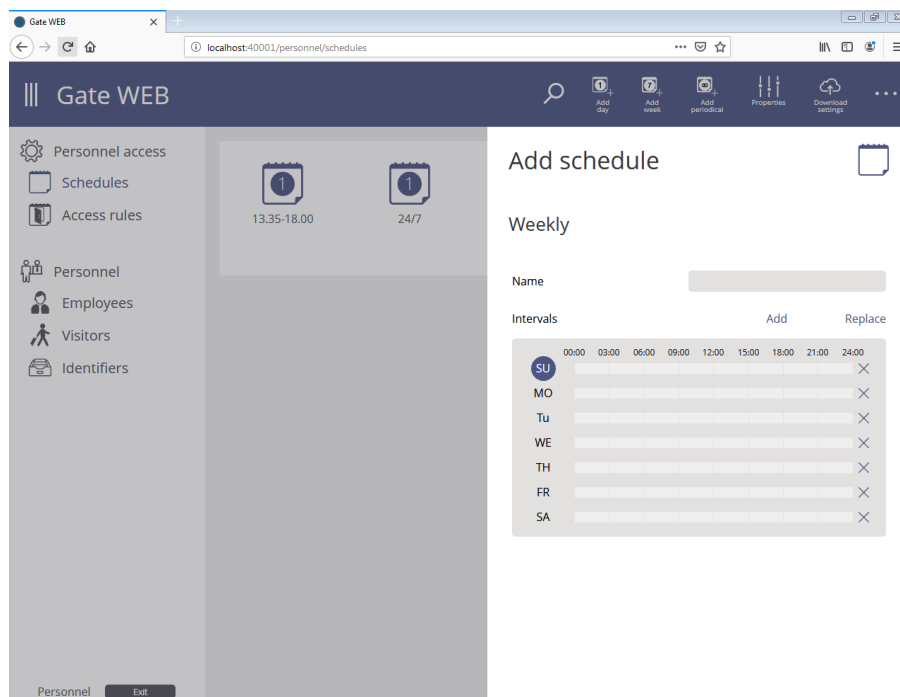 Gate WEB
localhost:40001/personnel/schedules
Gate WEB
Add day
Add week
Add periodical
Properties
Download settings
Personnel access
Schedules
Access rules
Personnel
Employees
Visitors
Identifiers
Personnel
Exit
1
13.35-18.00
1
24/7
Add schedule
Weekly
Name
Intervals Add Replace
00:00 03:00 06:00 09:00 12:00 15:00 18:00 21:00 24:00
SU
MO
Tu
WE
TH
FR
SA